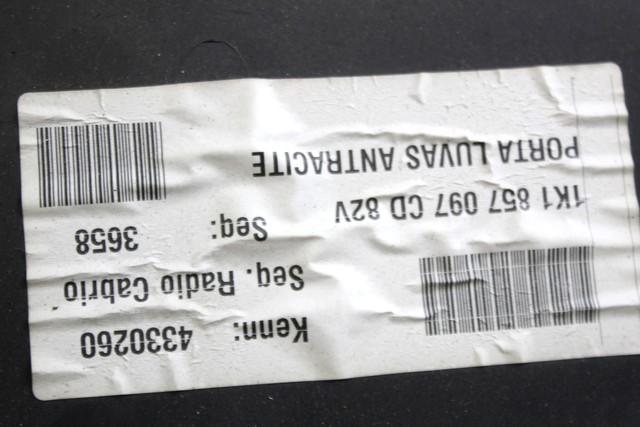 Kenn: 4330260
Seq. Radio Cabrio
Seq: 3658
1K1 857 097 CD 82V
PORTA LUVAS ANTRACITE